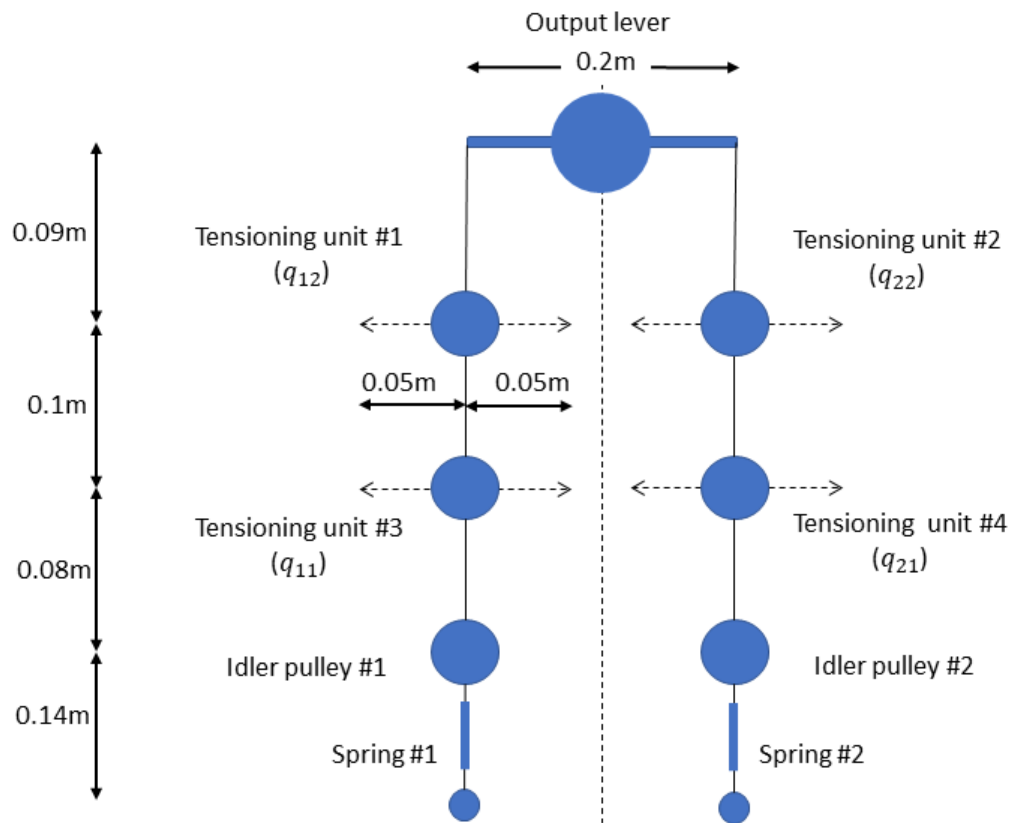 Output lever
0.2m
0.09m
Tensioning unit #1
(q₁₂)
Tensioning unit #2
(q₂₂)
0.05m
0.05m
0.1m
Tensioning unit #3
(q₁₁)
Tensioning unit #4
(q₂₁)
0.08m
Idler pulley #1
Idler pulley #2
0.14m
Spring #1
Spring #2